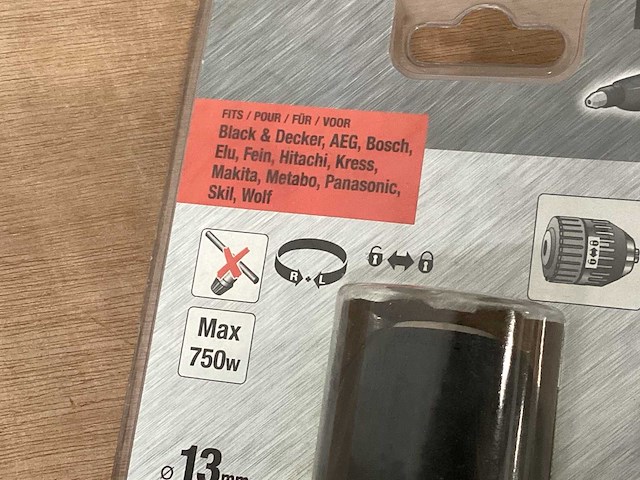 FITS / POUR / FÜR / VOOR
Black & Decker, AEG, Bosch,
Elu, Fein, Hitachi, Kress,
Makita, Metabo, Panasonic,
Skil, Wolf
R + L
Max
750w
ø 13mm